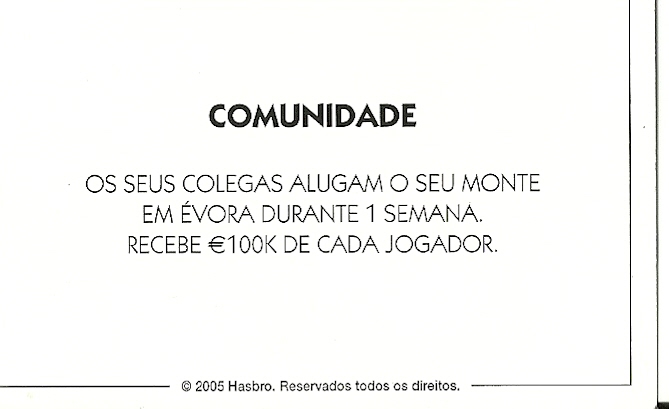 COMUNIDADE
OS SEUS COLEGAS ALUGAM O SEU MONTE
EM ÉVORA DURANTE 1 SEMANA.
RECEBE €100K DE CADA JOGADOR.
© 2005 Hasbro. Reservados todos os direitos.